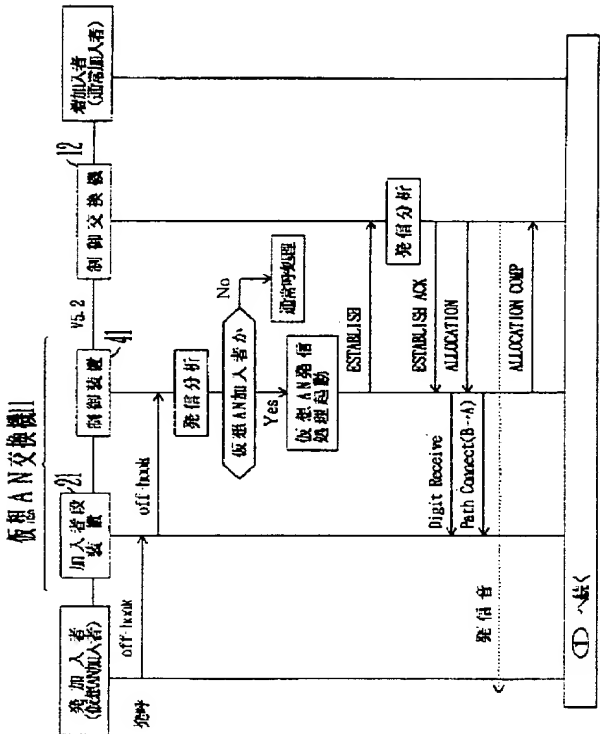 仮想AN交換機11
発加入者
(仮想AN加入者)
加入者段
装置
21
制御装置
41
V5.2
制御交換機
12
着加入者
(通常加入者)
発呼
off-hook
off-hook
発信分析
仮想AN加入者か
No
通常呼処理
Yes
仮想AN発信
処理起動
ESTABLISH
発信分析
ESTABLISH ACK
ALLOCATION
Digit Receive
Path Connect(B→A)
発信音
ALLOCATION COMP
①へ続く